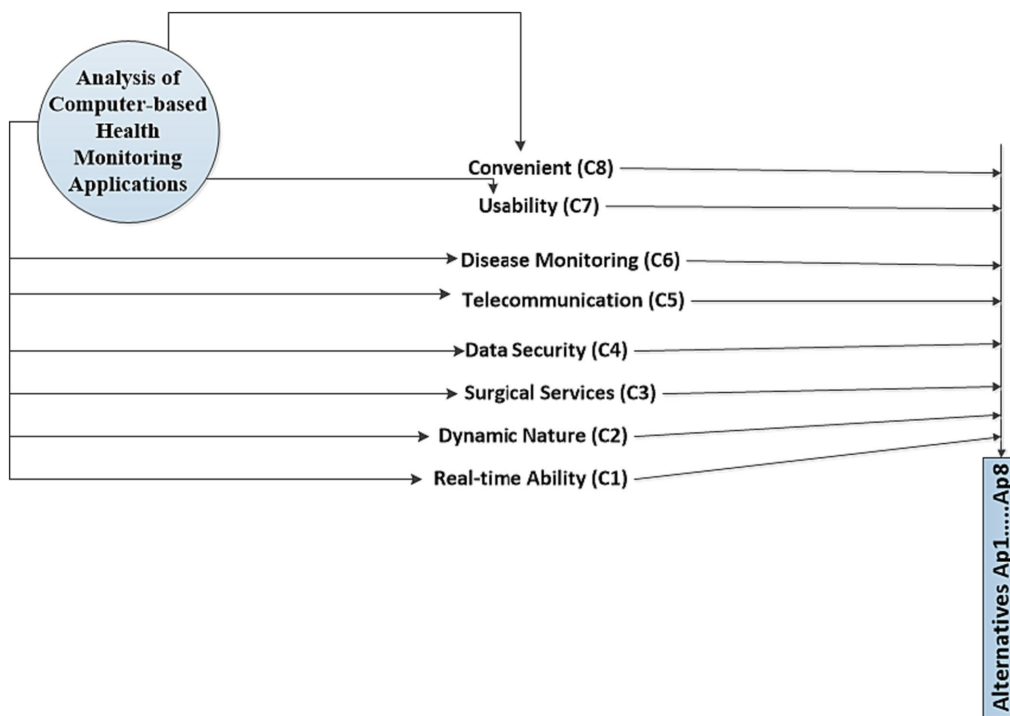 Analysis of
Computer-based
Health
Monitoring
Applications
Convenient (C8)
Usability (C7)
Disease Monitoring (C6)
Telecommunication (C5)
Data Security (C4)
Surgical Services (C3)
Dynamic Nature (C2)
Real-time Ability (C1)
Alternatives Ap1.....Ap8